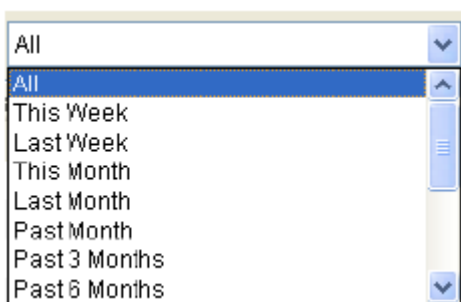 All
All
This Week
Last Week
This Month
Last Month
Past Month
Past 3 Months
Past 6 Months